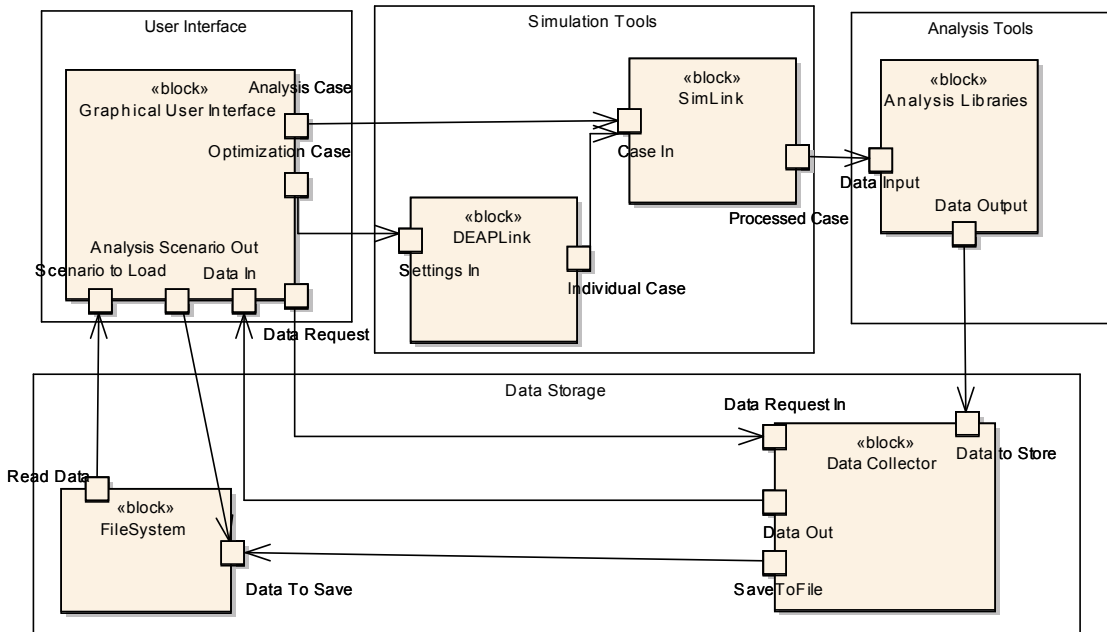 User Interface
«block»
Graphical User Interface
Analysis Case
Optimization Case
Analysis Scenario Out
Scenario to Load
Data In
Data Request
Simulation Tools
«block»
SimLink
Case In
Processed Case
«block»
DEAPLink
Settings In
Individual Case
Analysis Tools
«block»
Analysis Libraries
Data Input
Data Output
Data Storage
Read Data
«block»
FileSystem
Data To Save
Data Request In
«block»
Data Collector
Data to Store
Data Out
SaveToFile